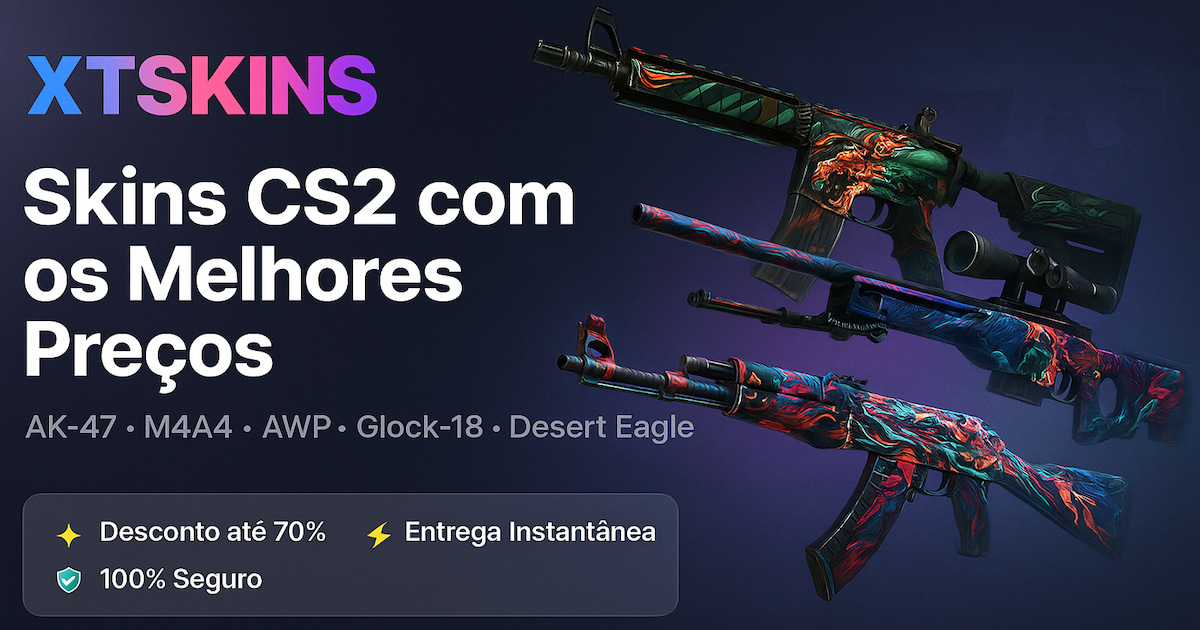 XTSKINS
Skins CS2 com
os Melhores
Preços
AK-47 • M4A4 • AWP • Glock-18 • Desert Eagle
Desconto até 70% Entrega Instantânea
100% Seguro